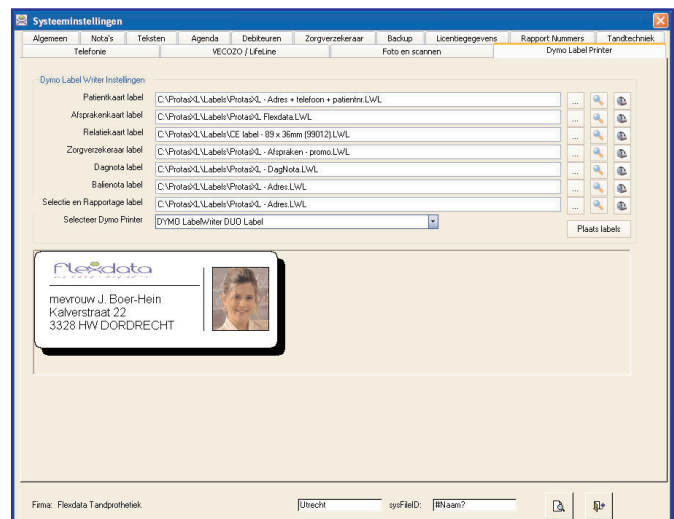 Systeeminstellingen
Algemeen Nota's Teksten Agenda Debiteuren Zorgverzekeraar Backup Licentiegegevens Rapport Nummers Tandtechniek
Telefonie VECOZO / LifeLine Foto en scannen Dymo Label Printer
Dymo Label Writer Instellingen
Patientkaart label C:\ProtasXL\Labels\ProtasXL - Adres + telefoon + patientnr.LWL ...
Afsprakenkaart label C:\ProtasXL\Labels\ProtasXL Flexdata.LWL ...
Relatiekaart label C:\ProtasXL\Labels\CE label - 89 x 36mm (99012).LWL ...
Zorgverzekeraar label C:\ProtasXL\Labels\ProtasXL - Afspraken - promo.LWL ...
Dagnota label C:\ProtasXL\Labels\ProtasXL - DagNota.LWL ...
Balienota label C:\ProtasXL\Labels\ProtasXL - Adres.LWL ...
Selectie en Rapportage label C:\ProtasXL\Labels\ProtasXL - Adres.LWL ...
Selecteer Dymo Printer DYMO LabelWriter DUO Label Plaats labels
Flexdata
mevrouw J. Boer-Hein
Kalverstraat 22
3328 HW DORDRECHT
Firma: Flexdata Tandprothetiek Utrecht sysFileID: #Naam?